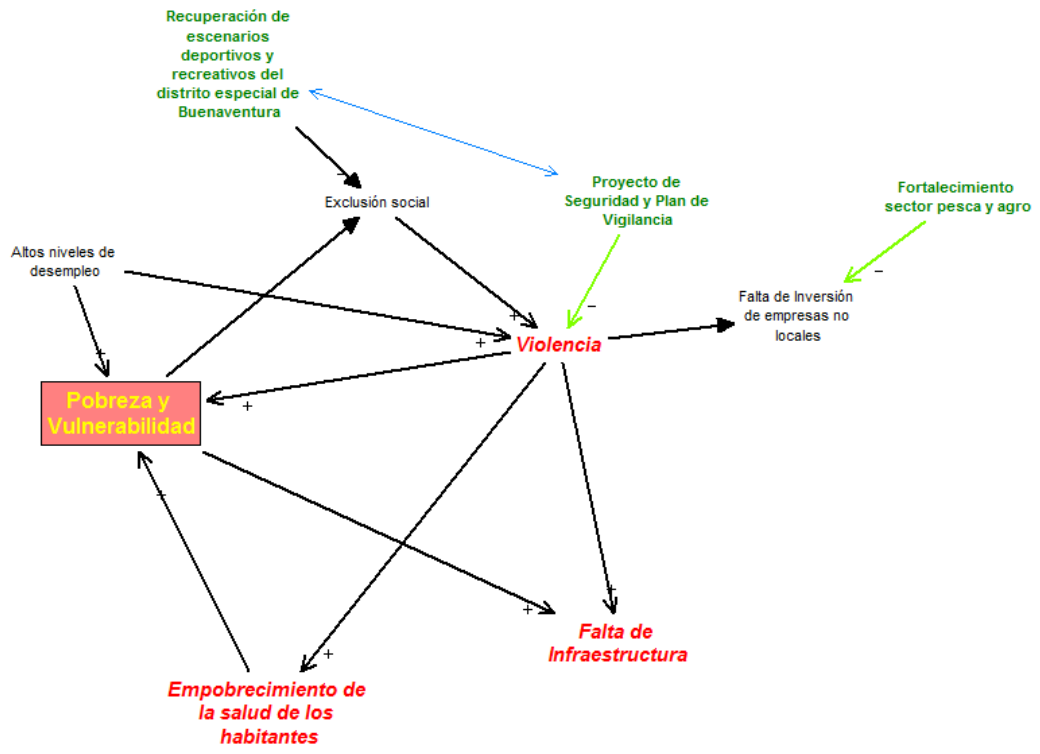 Recuperación de
escenarios
deportivos y
recreativos del
distrito especial de
Buenaventura
Proyecto de
Seguridad y Plan de
Vigilancia
Fortalecimiento
sector pesca y agro
−
Exclusión social
Altos niveles de
desempleo
−
−
Falta de Inversión
de empresas no
locales
+
+
Violencia
+
Pobreza y
Vulnerabilidad
+
+
+
+
Falta de
Infraestructura
+
+
Empobrecimiento de
la salud de los
habitantes